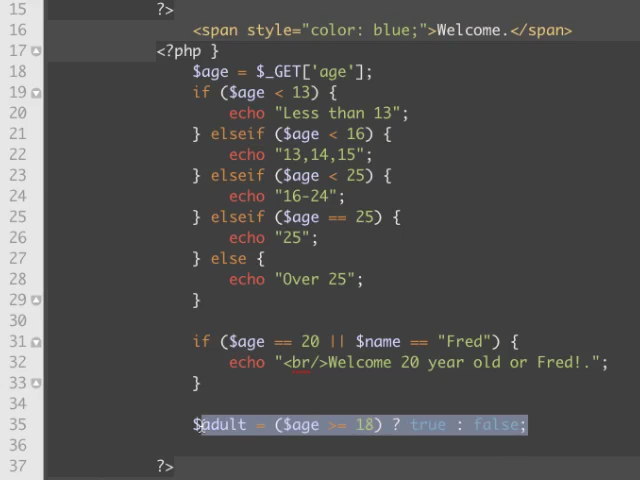 15 ?>
16 <span style="color: blue;">Welcome.</span>
17 <?php }
18 $age = $_GET['age'];
19 if ($age < 13) {
20 echo "Less than 13";
21 } elseif ($age < 16) {
22 echo "13,14,15";
23 } elseif ($age < 25) {
24 echo "16-24";
25 } elseif ($age == 25) {
26 echo "25";
27 } else {
28 echo "Over 25";
29 }
30
31 if ($age == 20 || $name == "Fred") {
32 echo "<br/>Welcome 20 year old or Fred!.";
33 }
34
35 $adult = ($age >= 18) ? true : false;
36
37 ?>